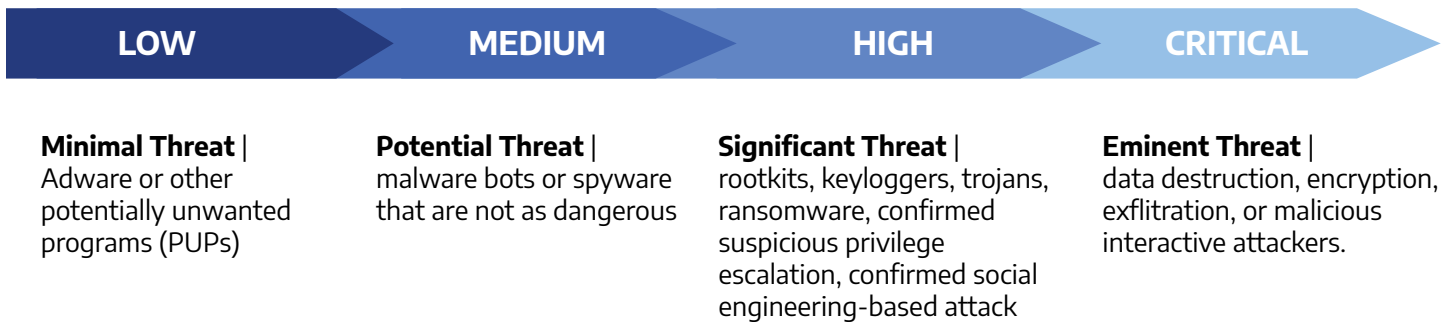 LOW
MEDIUM
HIGH
CRITICAL
Minimal Threat |
Adware or other
potentially unwanted
programs (PUPs)
Potential Threat |
malware bots or spyware
that are not as dangerous
Significant Threat |
rootkits, keyloggers, trojans,
ransomware, confirmed
suspicious privilege
escalation, confirmed social
engineering-based attack
Eminent Threat |
data destruction, encryption,
exflitration, or malicious
interactive attackers.